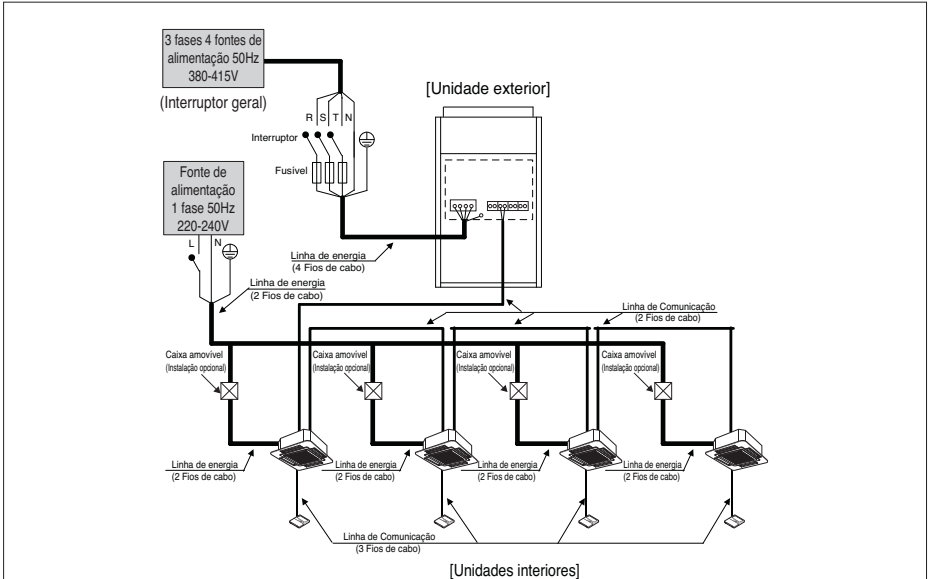 3 fases 4 fontes de
alimentação 50Hz
380-415V
(Interruptor geral)
[Unidade exterior]
R S T N
Interruptor
Fusível
Fonte de
alimentação
1 fase 50Hz
220-240V
L N
Linha de energia
(4 Fios de cabo)
Linha de energia
(2 Fios de cabo)
Linha de Comunicação
(2 Fios de cabo)
Caixa amovível
(Instalação opcional)
Caixa amovível
(Instalação opcional)
Caixa amovível
(Instalação opcional)
Caixa amovível
(Instalação opcional)
Linha de energia
(2 Fios de cabo)
Linha de energia
(2 Fios de cabo)
Linha de energia
(2 Fios de cabo)
Linha de energia
(2 Fios de cabo)
Linha de Comunicação
(3 Fios de cabo)
[Unidades interiores]